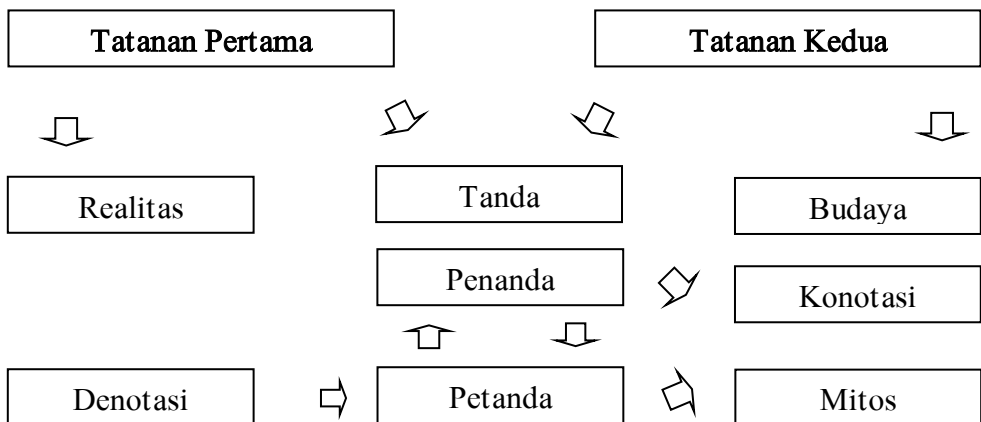 Tatanan Pertama
Tatanan Kedua
Realitas
Tanda
Budaya
Penanda
Konotasi
Denotasi
Petanda
Mitos